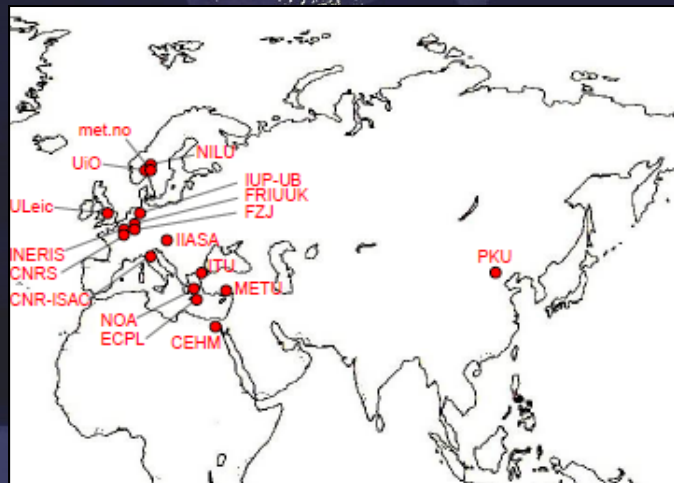 met.no
NILU
UiO
IUP-UB
FRIUUK
FZJ
ULeic
INERIS
CNRS
CNR-ISAC
IIASA
ITU
METU
NOA
ECPL
CEHM
PKU